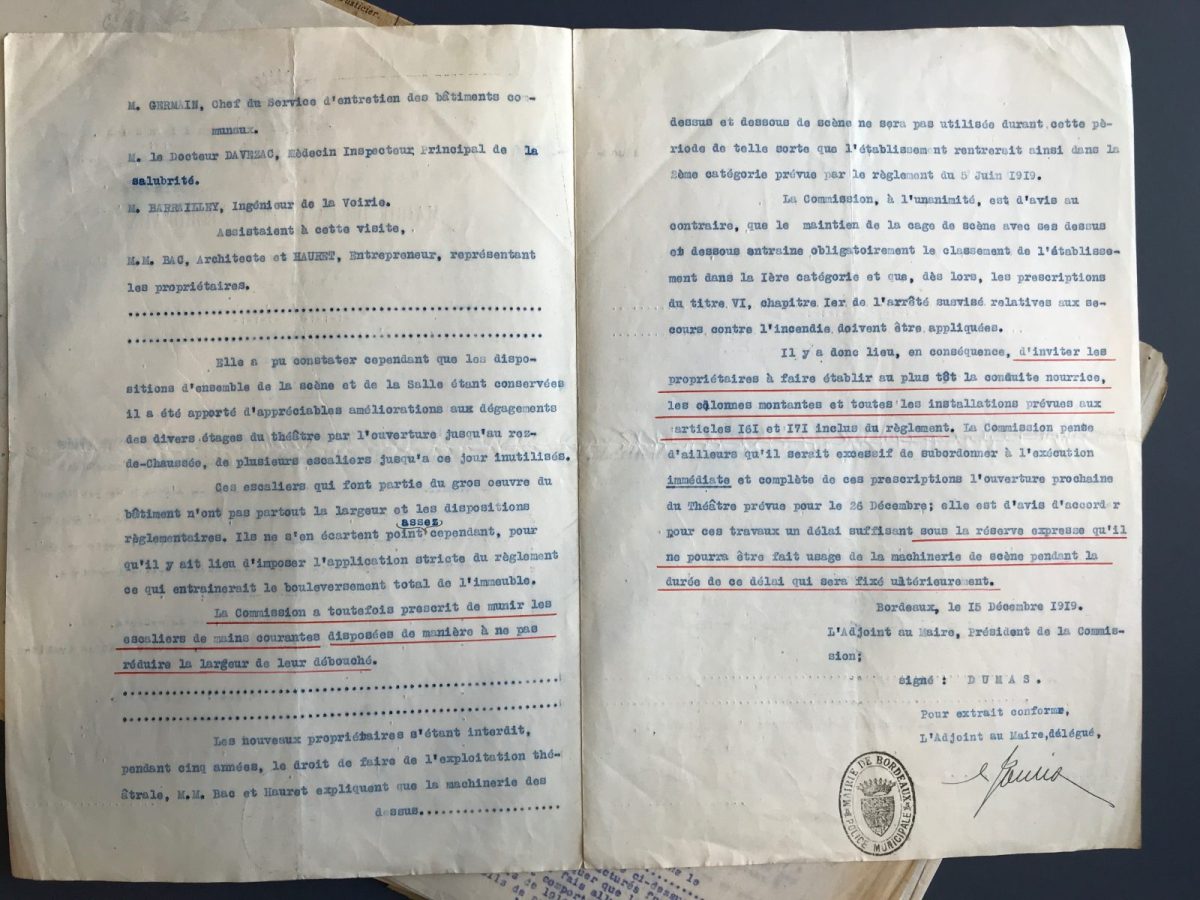 usticier.
M. GERMAIN, Chef du Service d'entretien des bâtiments co-
munaux.
M. le Docteur DAVEZAC, Médecin Inspecteur Principal de la
salubrité.
M. BARRAILLEY, Ingénieur de la Voirie.
Assistaient à cette visite,
M.M. BAC, Architecte et HAURET, Entrepreneur, représentant
les propriétaires.
Elle a pu constater cependant que les dispo-
sitions d'ensemble de la scène et de la Salle étant conservées
il a été apporté d'appréciables améliorations aux dégagements
des divers étages du théâtre par l'ouverture jusqu'au rez-
de-Chaussée, de plusieurs escaliers jusqu'a ce jour inutilisés.
Ces escaliers qui font partie du gros oeuvre du
bâtiment n'ont pas partout la largeur et les dispositions
assez
règlementaires. Ils ne s'en écartent point cependant, pour
qu'il y ait lieu d'imposer l'application stricte du règlement
ce qui entrainerait le bouleversement total de l'immeuble.
La Commission a toutefois prescrit de munir les
escaliers de mains courantes disposées de manière à ne pas
réduire la largeur de leur débouché.
Les nouveaux propriétaires s'étant interdit,
pendant cinq années, le droit de faire de l'exploitation thé-
âtrale, M.M. Bac et Hauret expliquent que la machinerie des
dessus....................
dessus et dessous de scène ne sera pas utilisée durant cette pè-
riode de telle sorte que l'établissement rentrerait ainsi dans la
2ème catégorie prévue par le règlement du 5 Juin 1919.
La Commission, à l'unanimité, est d'avis au
contraire, que le maintien de la cage de scène avec ses dessus
et dessous entraine obligatoirement le classement de l'établisse-
ment dans la Ière catégorie et que, dès lors, les prescriptions
du titre VI, chapitre Ier de l'arrêté susvisé relatives aux se-
cours contre l'incendie doivent être appliquées.
Il y a donc lieu, en conséquence, d'inviter les
propriétaires à faire établir au plus tôt la conduite nourrice,
les colonnes montantes et toutes les installations prévues aux
articles I6I et I7I inclus du règlement. La Commission pense
d'ailleurs qu'il serait excessif de subordonner à l'exécution
immédiate et complète de ces prescriptions l'ouverture prochaine
du Théâtre prévue pour le 26 Décembre; elle est d'avis d'accorder
pour ces travaux un délai suffisant sous la réserve expresse qu'il
ne pourra être fait usage de la machinerie de scène pendant la
durée de ce délai qui sera fixé ultérieurement.
Bordeaux, le I5 Décembre 1919.
L'Adjoint au Maire, Président de la Commis-
sion;
signé : DUMAS.
Pour extrait conforme,
L'Adjoint au Maire,délégué,
MAIRIE DE BORDEAUX
POLICE MUNICIPALE